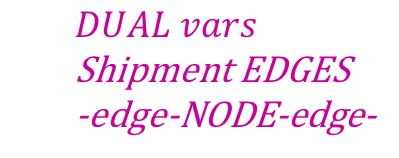 DUAL vars
Shipment EDGES
-edge-NODE-edge-